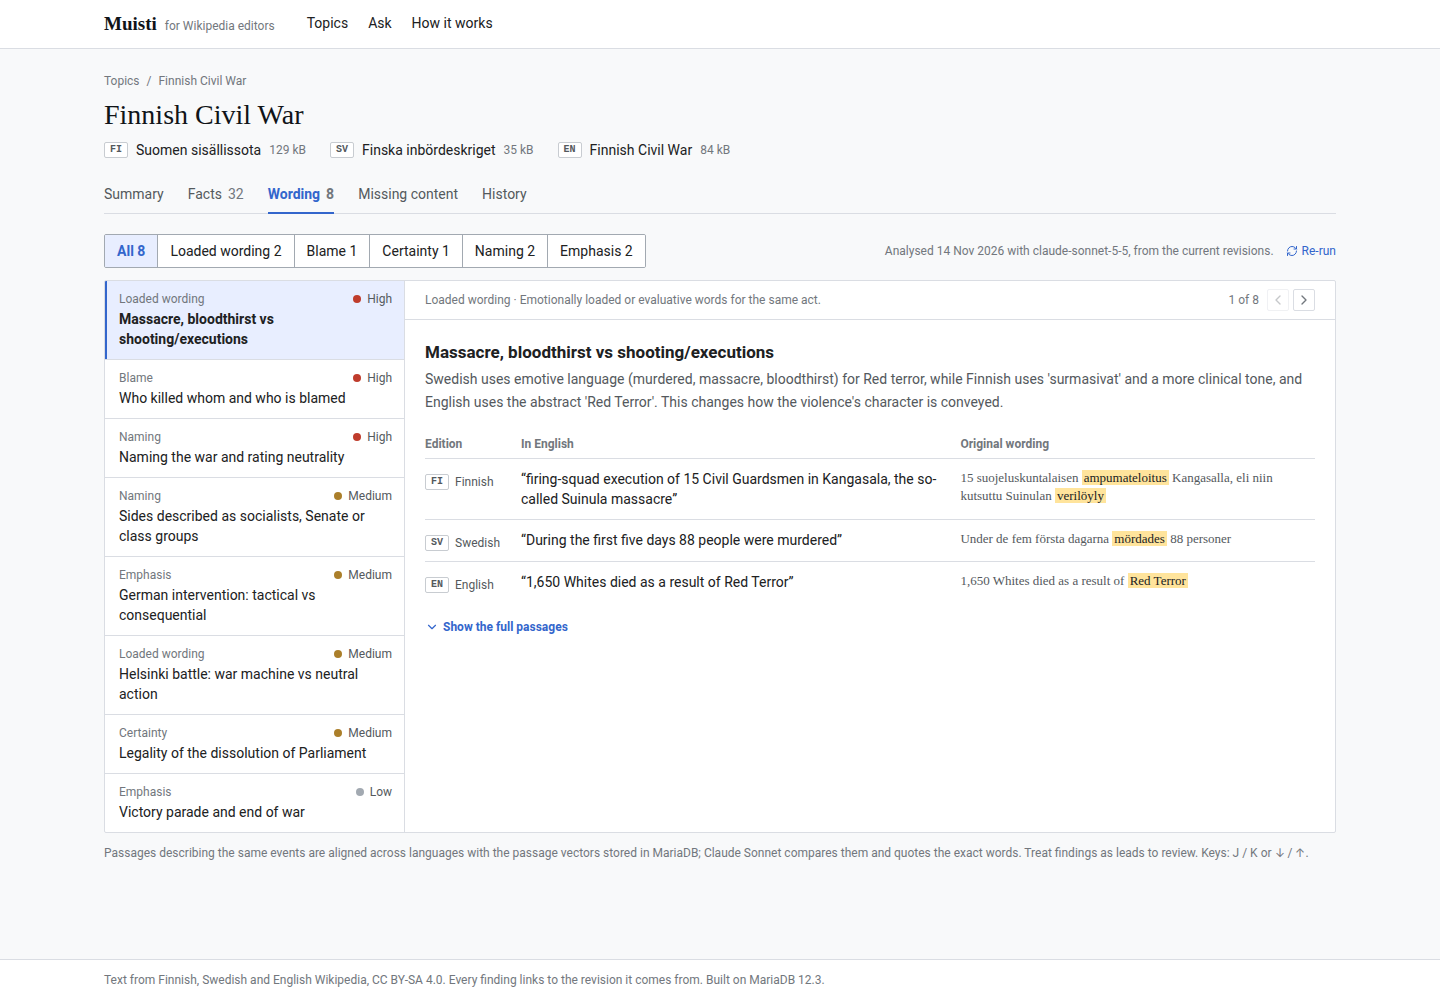 Muisti for Wikipedia editors Topics Ask How it works
Topics / Finnish Civil War
Finnish Civil War
FI Suomen sisällissota 129 kB SV Finska inbördeskriget 35 kB EN Finnish Civil War 84 kB
Summary Facts 32 Wording 8 Missing content History
All 8 Loaded wording 2 Blame 1 Certainty 1 Naming 2 Emphasis 2
Analysed 14 Nov 2026 with claude-sonnet-5-5, from the current revisions. Re-run
Loaded wording High
Massacre, bloodthirst vs
shooting/executions
Blame High
Who killed whom and who is blamed
Naming High
Naming the war and rating neutrality
Naming Medium
Sides described as socialists, Senate or
class groups
Emphasis Medium
German intervention: tactical vs
consequential
Loaded wording Medium
Helsinki battle: war machine vs neutral
action
Certainty Medium
Legality of the dissolution of Parliament
Emphasis Low
Victory parade and end of war
Loaded wording · Emotionally loaded or evaluative words for the same act. 1 of 8
Massacre, bloodthirst vs shooting/executions
Swedish uses emotive language (murdered, massacre, bloodthirst) for Red terror, while Finnish uses 'surmasivat' and a more clinical tone, and
English uses the abstract 'Red Terror'. This changes how the violence's character is conveyed.
Edition In English Original wording
FI Finnish “firing-squad execution of 15 Civil Guardsmen in Kangasala, the so-
called Suinula massacre”
15 suojeluskuntalaisen ampumateloitus Kangasalla, eli niin
kutsuttu Suinulan verilöyly
SV Swedish “During the first five days 88 people were murdered” Under de fem första dagarna mördades 88 personer
EN English “1,650 Whites died as a result of Red Terror” 1,650 Whites died as a result of Red Terror
Show the full passages
Passages describing the same events are aligned across languages with the passage vectors stored in MariaDB; Claude Sonnet compares them and quotes the exact words. Treat findings as leads to review. Keys: J / K or ↓ / ↑.
Text from Finnish, Swedish and English Wikipedia, CC BY-SA 4.0. Every finding links to the revision it comes from. Built on MariaDB 12.3.